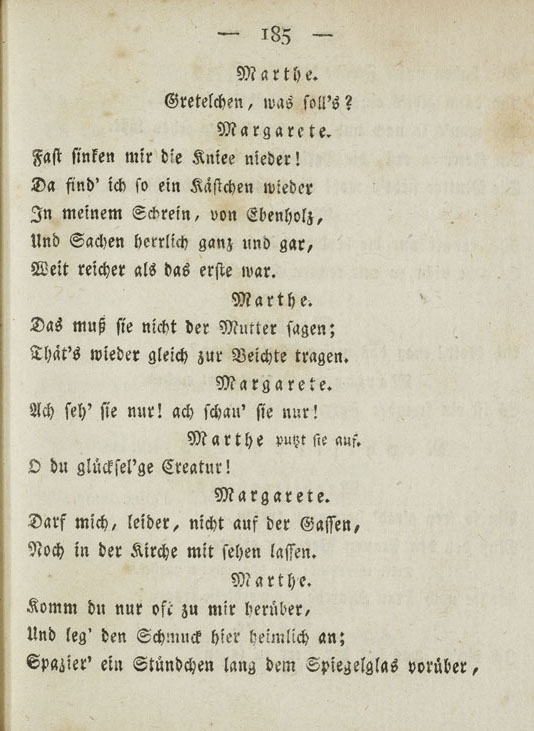 — 185 —
Marthe.
Gretelchen, was soll's?
Margarete.
Fast sinken mir die Kniee nieder!
Da find' ich so ein Kästchen wieder
In meinem Schrein, von Ebenholz,
Und Sachen herrlich ganz und gar,
Weit reicher als das erste war.
Marthe.
Das muß sie nicht der Mutter sagen;
Thät's wieder gleich zur Beichte tragen.
Margarete.
Ach seh' sie nur! ach schau' sie nur!
Marthe putzt sie auf.
O du glücksel'ge Creatur!
Margarete.
Darf mich, leider, nicht auf der Gassen,
Noch in der Kirche mit sehen lassen.
Marthe.
Komm du nur oft zu mir herüber,
Und leg' den Schmuck hier heimlich an;
Spazier' ein Stündchen lang dem Spiegelglas vorüber,